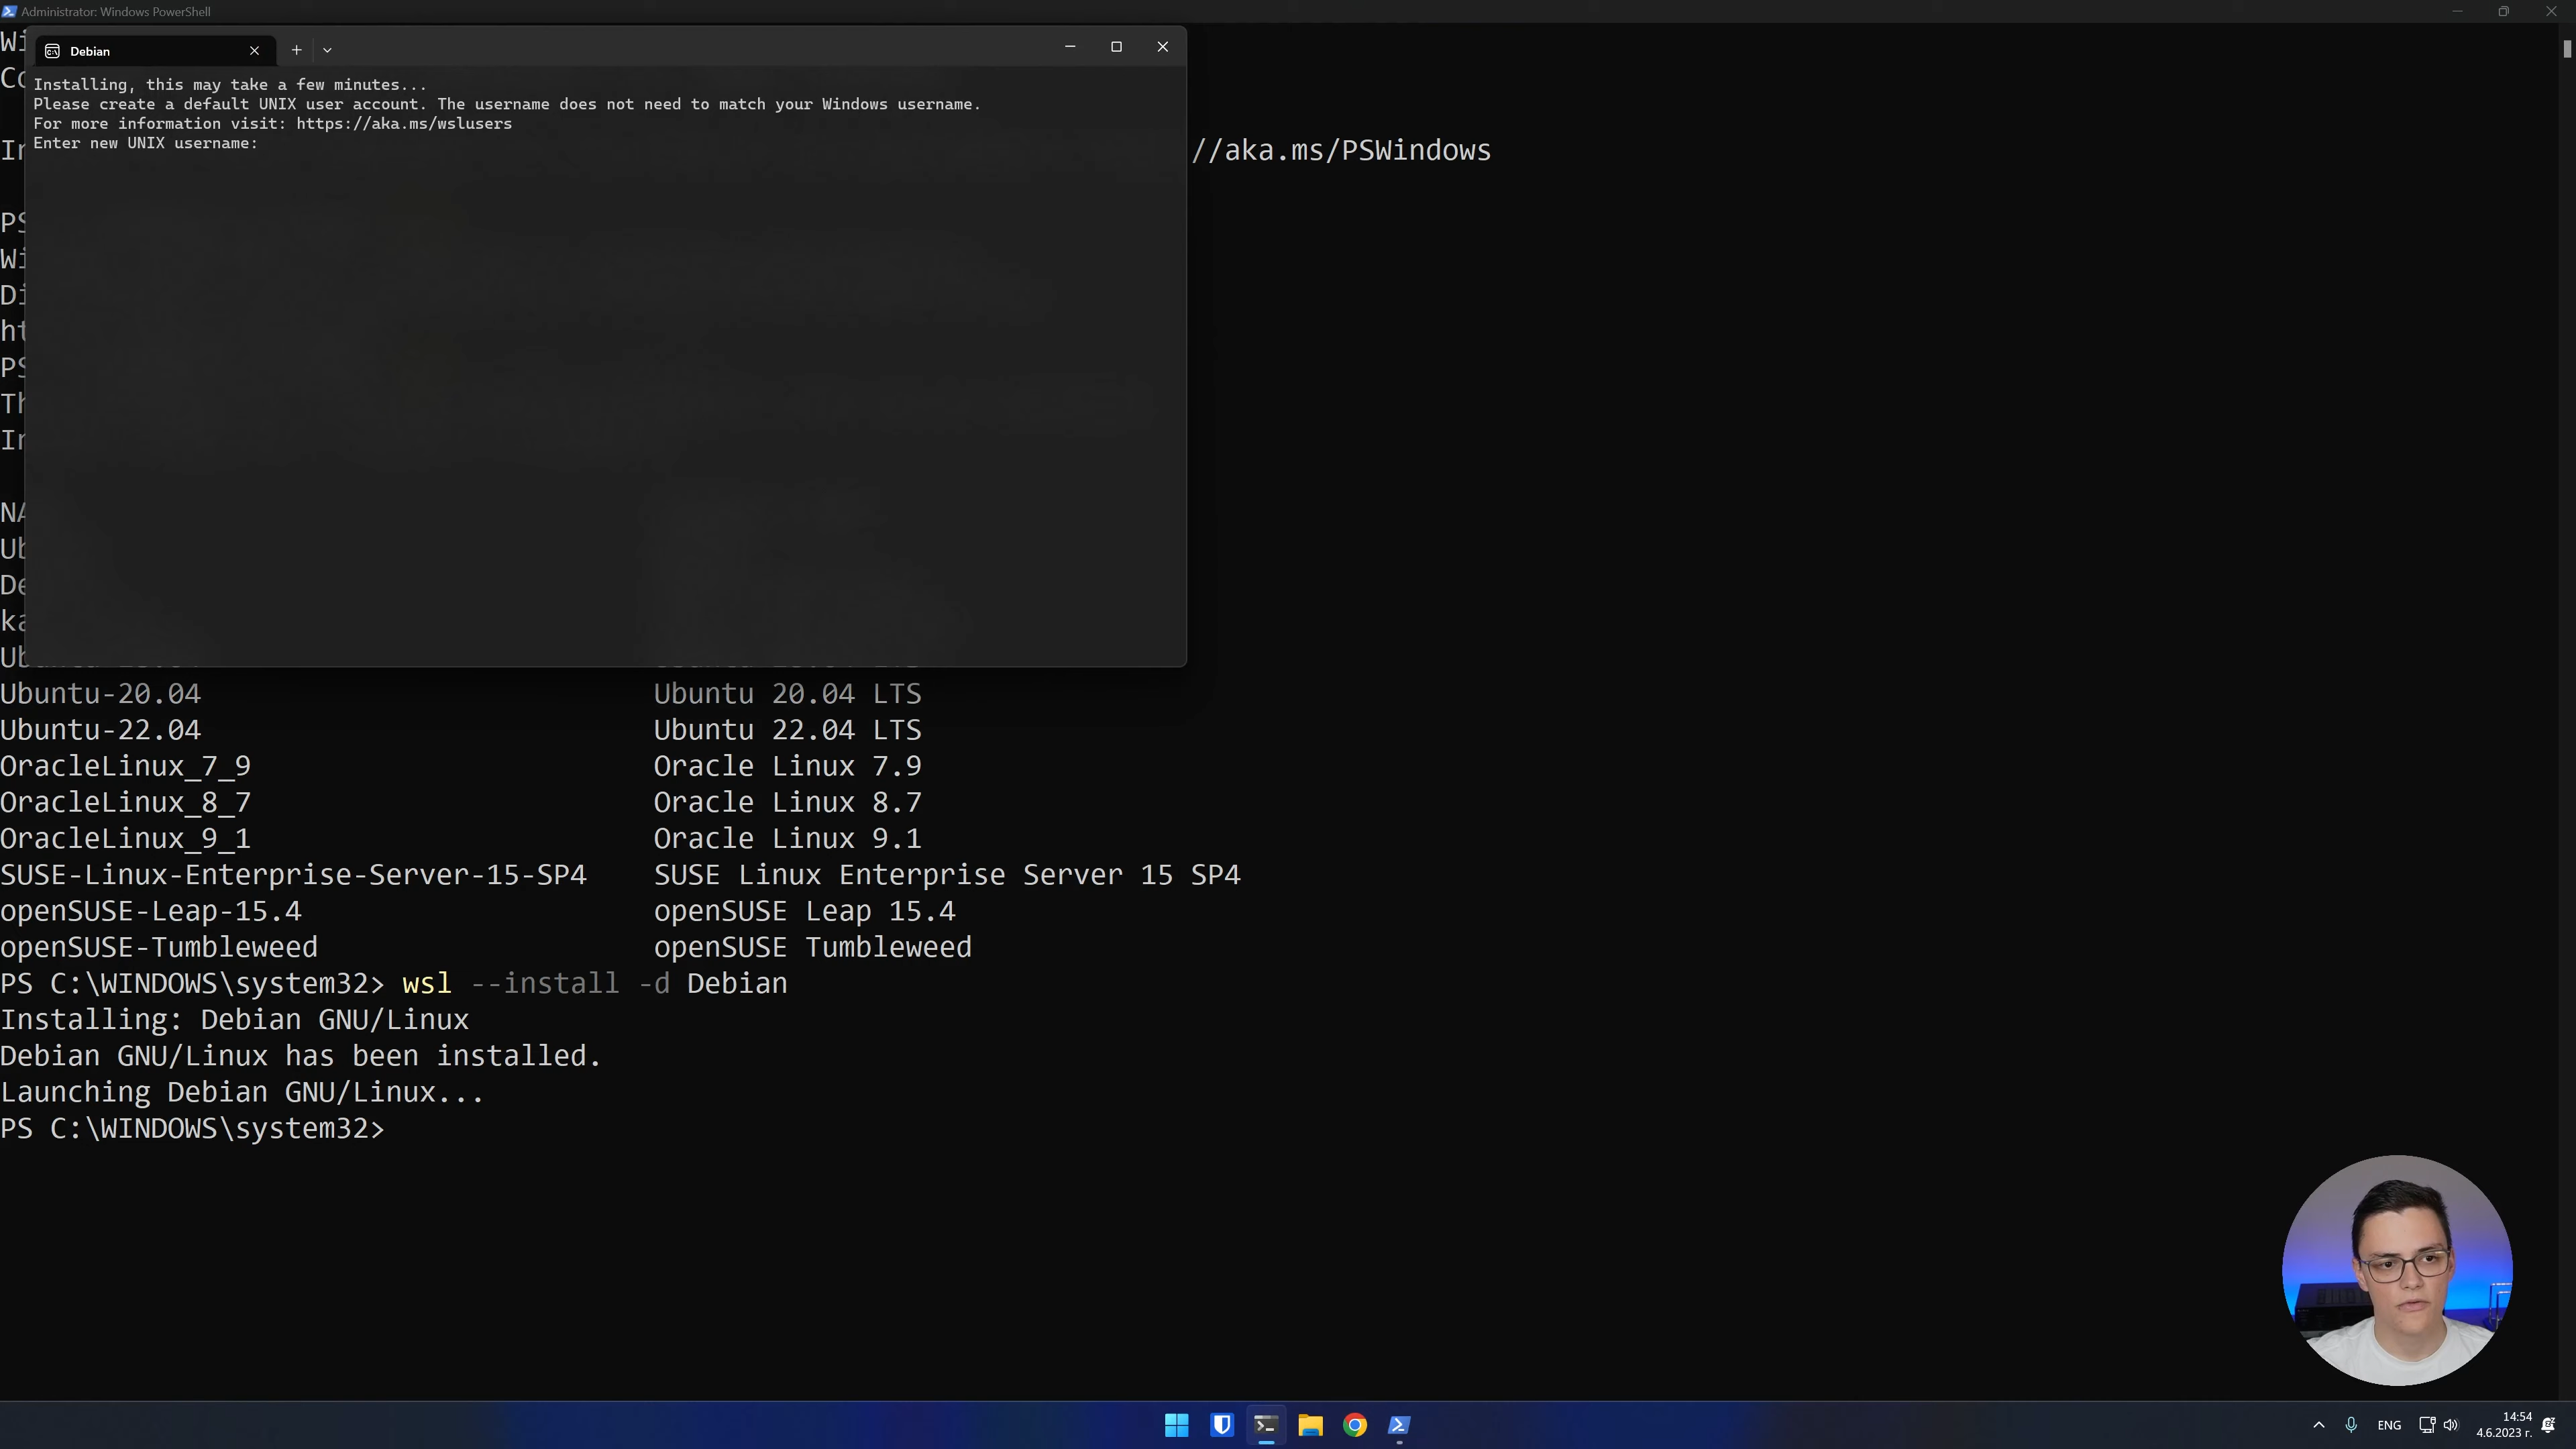 Administrator: Windows PowerShell
Debian
Installing, this may take a few minutes...
Please create a default UNIX user account. The username does not need to match your Windows username.
For more information visit: https://aka.ms/wslusers
Enter new UNIX username:
//aka.ms/PSWindows
Ubuntu-20.04 Ubuntu 20.04 LTS
Ubuntu-22.04 Ubuntu 22.04 LTS
OracleLinux_7_9 Oracle Linux 7.9
OracleLinux_8_7 Oracle Linux 8.7
OracleLinux_9_1 Oracle Linux 9.1
SUSE-Linux-Enterprise-Server-15-SP4 SUSE Linux Enterprise Server 15 SP4
openSUSE-Leap-15.4 openSUSE Leap 15.4
openSUSE-Tumbleweed openSUSE Tumbleweed
PS C:\WINDOWS\system32> wsl --install -d Debian
Installing: Debian GNU/Linux
Debian GNU/Linux has been installed.
Launching Debian GNU/Linux...
PS C:\WINDOWS\system32>
ENG
14:54
4.6.2023 г.